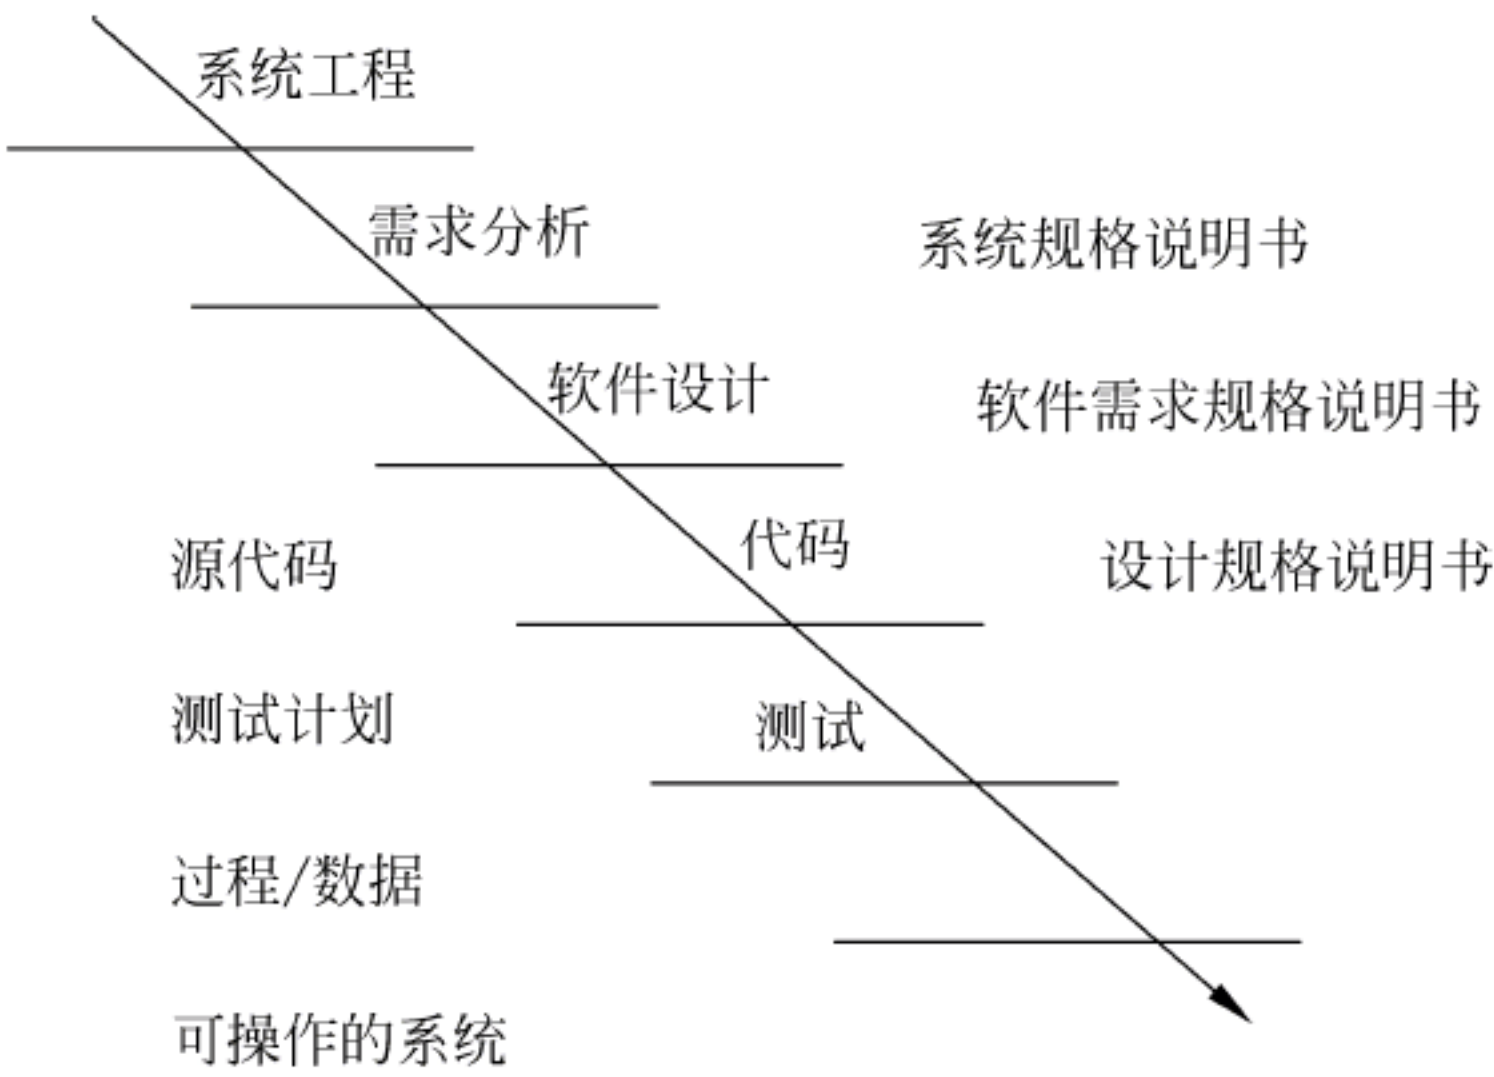 系统工程
需求分析
系统规格说明书
软件设计
软件需求规格说明书
代码
源代码
设计规格说明书
测试计划
测试
过程/数据
可操作的系统